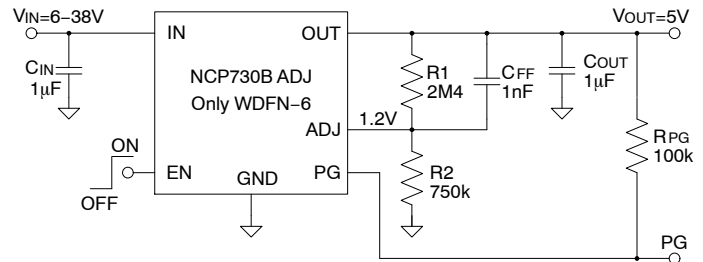 VIN=6–38V
VOUT=5V
IN
OUT
CIN
1µF
NCP730B ADJ
Only WDFN–6
R1
2M4
CFF
1nF
COUT
1µF
ADJ
1.2V
RPG
100k
ON
OFF
EN
GND
PG
R2
750k
PG